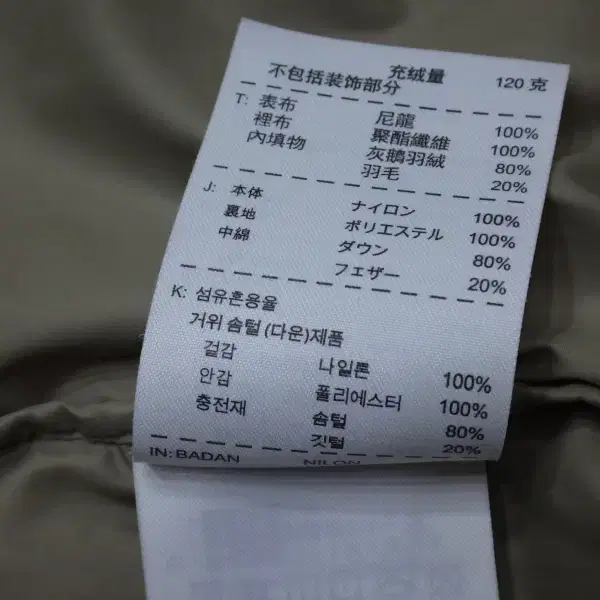 充绒量 120 克
不包括装饰部分
T: 表布 尼龍 100%
裡布 聚酯纖維 100%
內填物 灰鵝羽絨 80%
羽毛 20%
J: 本体 ナイロン 100%
裏地 ポリエステル 100%
中綿 ダウン 80%
フェザー 20%
K: 섬유혼용율
거위 솜털 (다운)제품
겉감 나일론 100%
안감 폴리에스터 100%
충전재 솜털 80%
깃털 20%
IN: BADAN NILON